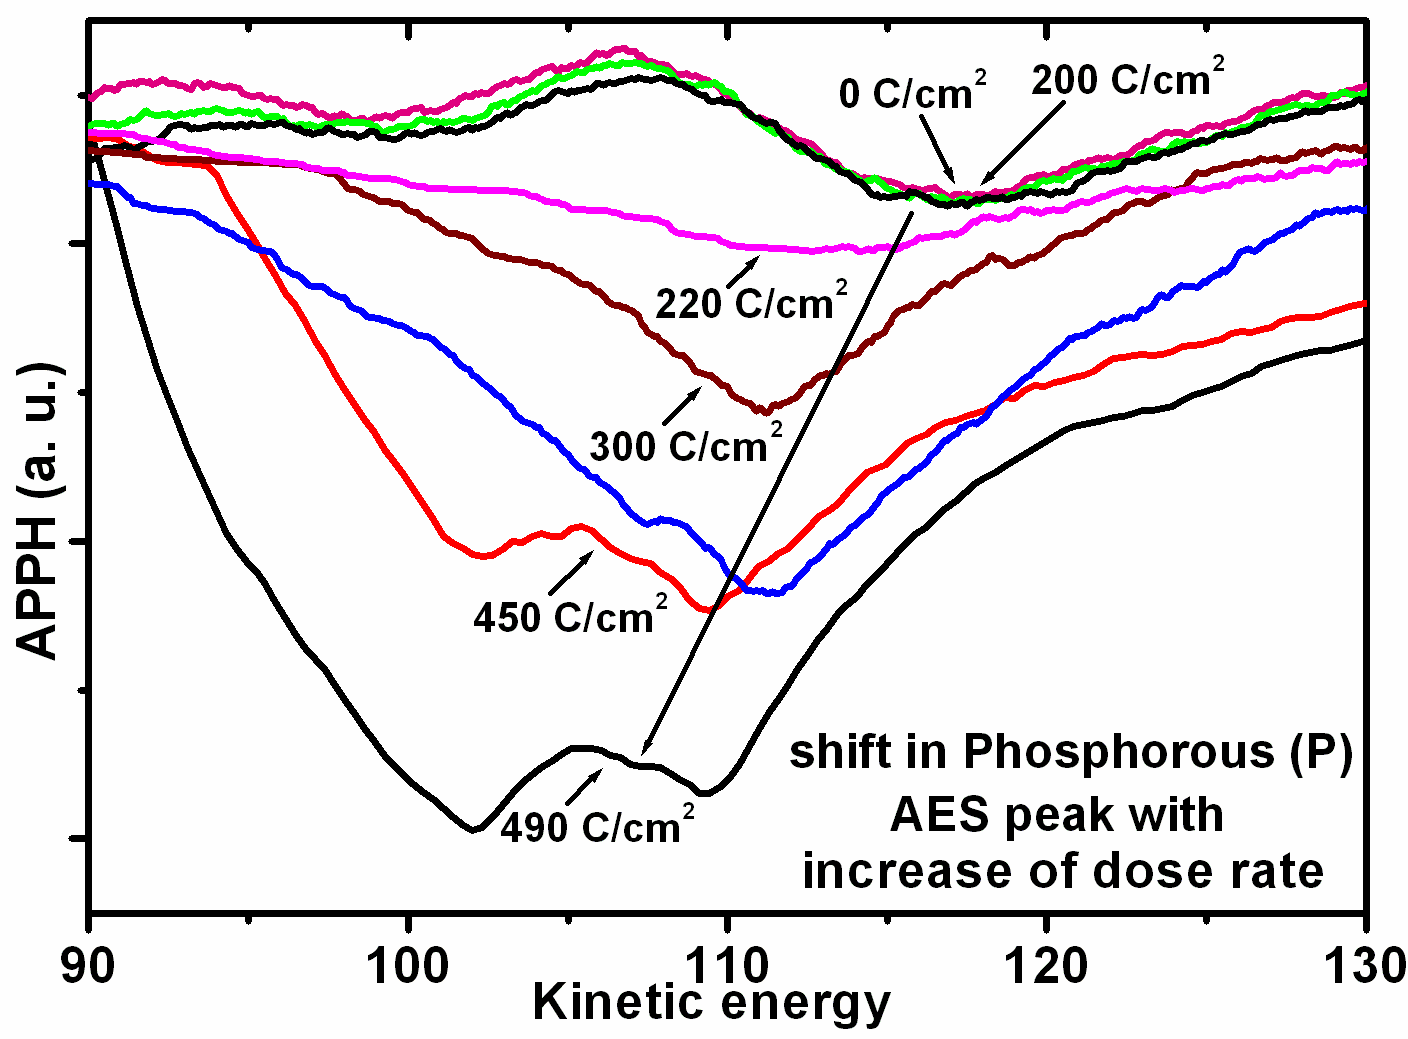 0 C/cm²
200 C/cm²
220 C/cm²
300 C/cm²
450 C/cm²
490 C/cm²
shift in Phosphorous (P)
AES peak with
increase of dose rate
APPH (a. u.)
90 100 110 120 130
Kinetic energy